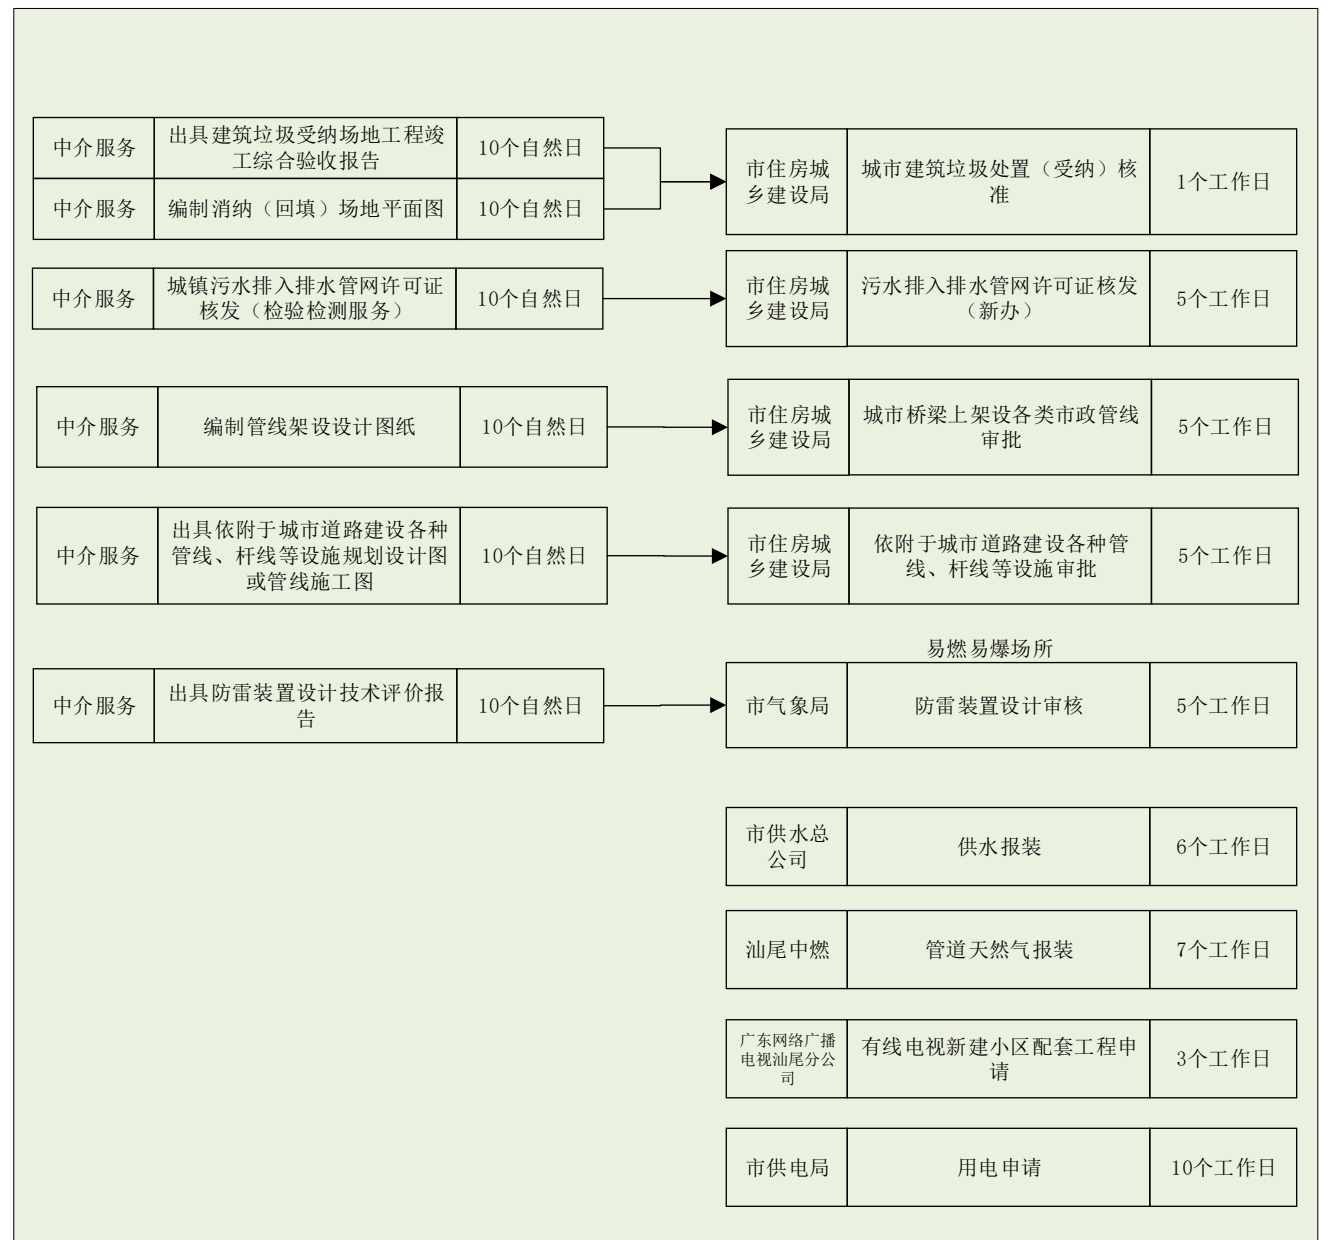 中介服务
出具建筑垃圾受纳场地工程竣
工综合验收报告
10个自然日
中介服务
编制消纳（回填）场地平面图
10个自然日
市住房城
乡建设局
城市建筑垃圾处置（受纳）核
准
1个工作日
中介服务
城镇污水排入排水管网许可证
核发（检验检测服务）
10个自然日
市住房城
乡建设局
污水排入排水管网许可证核发
（新办）
5个工作日
中介服务
编制管线架设设计图纸
10个自然日
市住房城
乡建设局
城市桥梁上架设各类市政管线
审批
5个工作日
中介服务
出具依附于城市道路建设各种
管线、杆线等设施规划设计图
或管线施工图
10个自然日
市住房城
乡建设局
依附于城市道路建设各种管
线、杆线等设施审批
5个工作日
易燃易爆场所
中介服务
出具防雷装置设计技术评价报
告
10个自然日
市气象局
防雷装置设计审核
5个工作日
市供水总
公司
供水报装
6个工作日
汕尾中燃
管道天然气报装
7个工作日
广东网络广播
电视汕尾分公
司
有线电视新建小区配套工程申
请
3个工作日
市供电局
用电申请
10个工作日